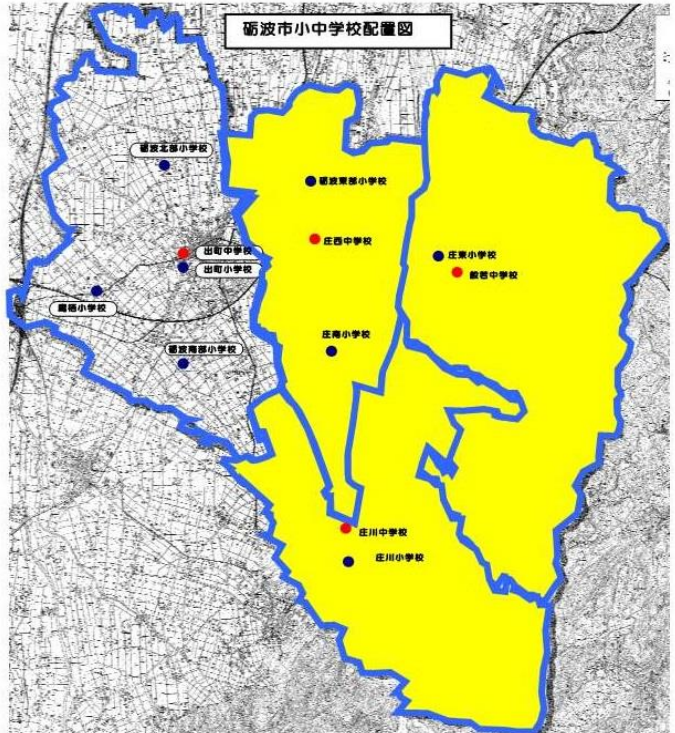 砺波市小中学校配置図
砺波北部小学校
砺波東部小学校
庄西中学校
出町中学校
出町小学校
庄東小学校
般若中学校
鷹栖小学校
庄南小学校
砺波南部小学校
庄川中学校
庄川小学校